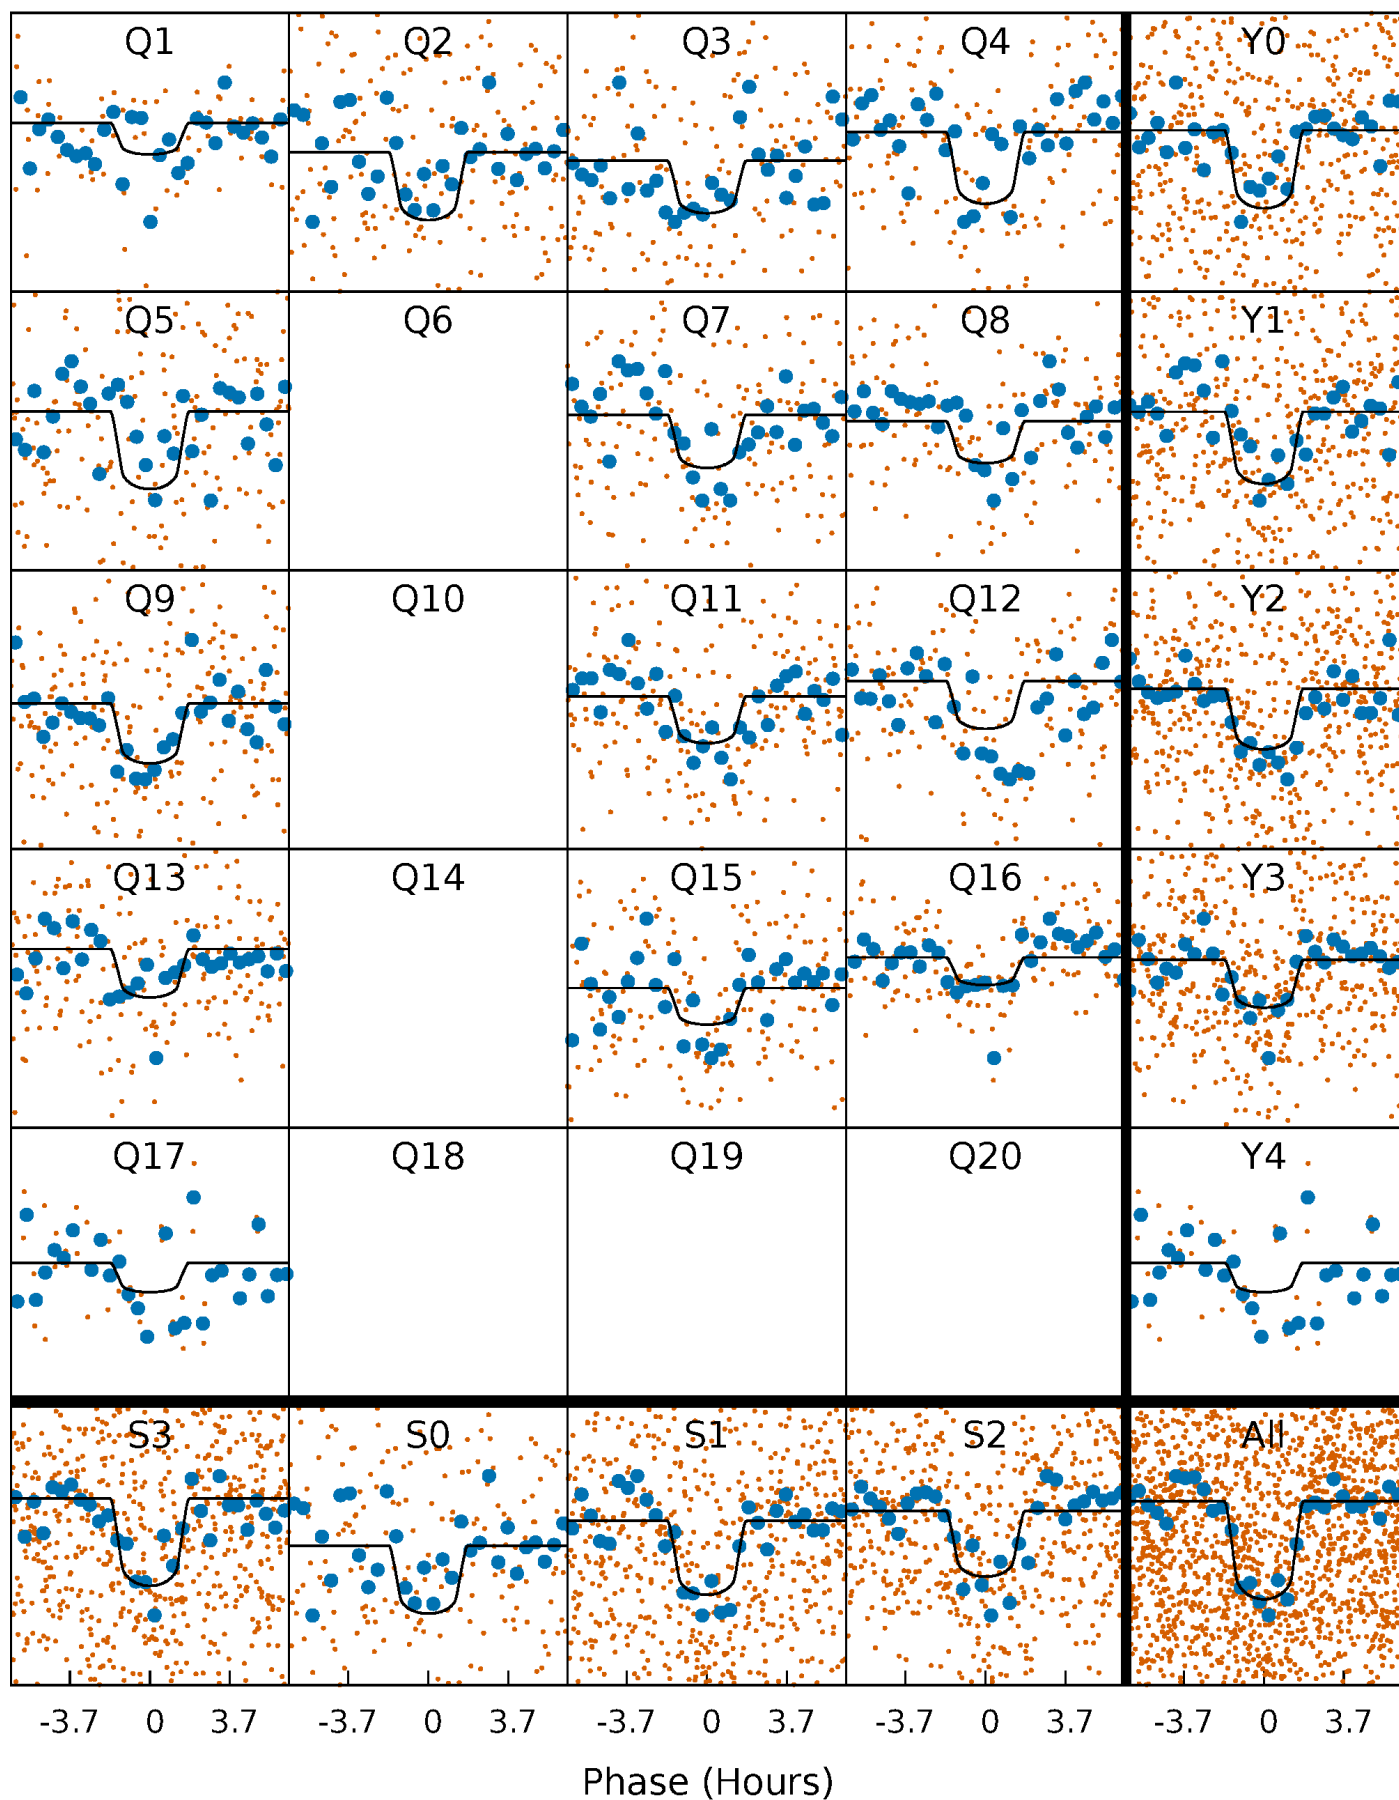 Q1 Q2 Q3 Q4 Y0
Q5 Q6 Q7 Q8 Y1
Q9 Q10 Q11 Q12 Y2
Q13 Q14 Q15 Q16 Y3
Q17 Q18 Q19 Q20 Y4
S3 S0 S1 S2 All
-3.7 0 3.7 -3.7 0 3.7 -3.7 0 3.7 -3.7 0 3.7 -3.7 0 3.7
Phase (Hours)